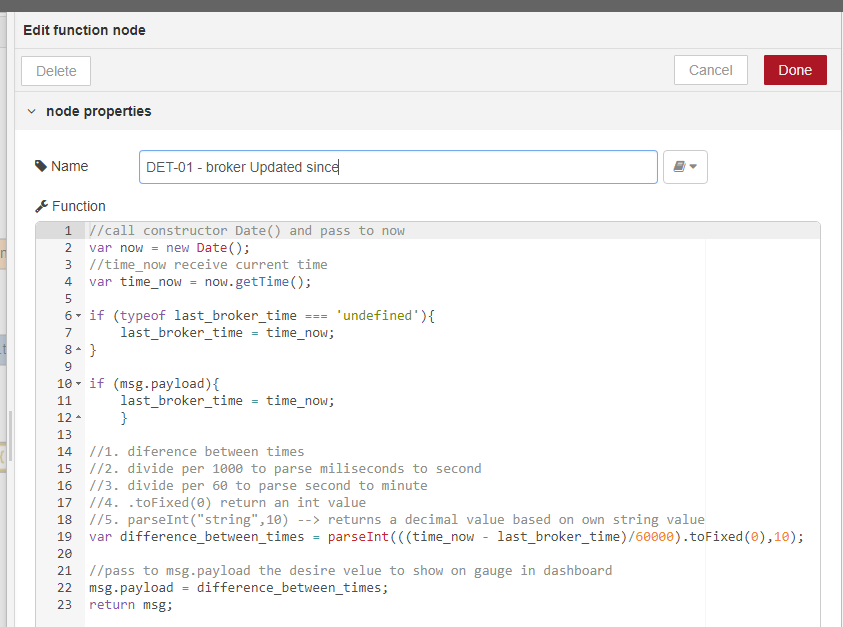 Edit function node
Delete
Cancel
Done
node properties
Name
DET-01 - broker Updated since
Function
1 //call constructor Date() and pass to now
2 var now = new Date();
3 //time_now receive current time
4 var time_now = now.getTime();
5
6 if (typeof last_broker_time === 'undefined'){
7     last_broker_time = time_now;
8 }
9
10 if (msg.payload){
11     last_broker_time = time_now;
12     }
13
14 //1. diference between times
15 //2. divide per 1000 to parse miliseconds to second
16 //3. divide per 60 to parse second to minute
17 //4. .toFixed(0) return an int value
18 //5. parseInt("string",10) --> returns a decimal value based on own string value
19 var difference_between_times = parseInt(((time_now - last_broker_time)/60000).toFixed(0),10);
20
21 //pass to msg.payload the desire velue to show on gauge in dashboard
22 msg.payload = difference_between_times;
23 return msg;